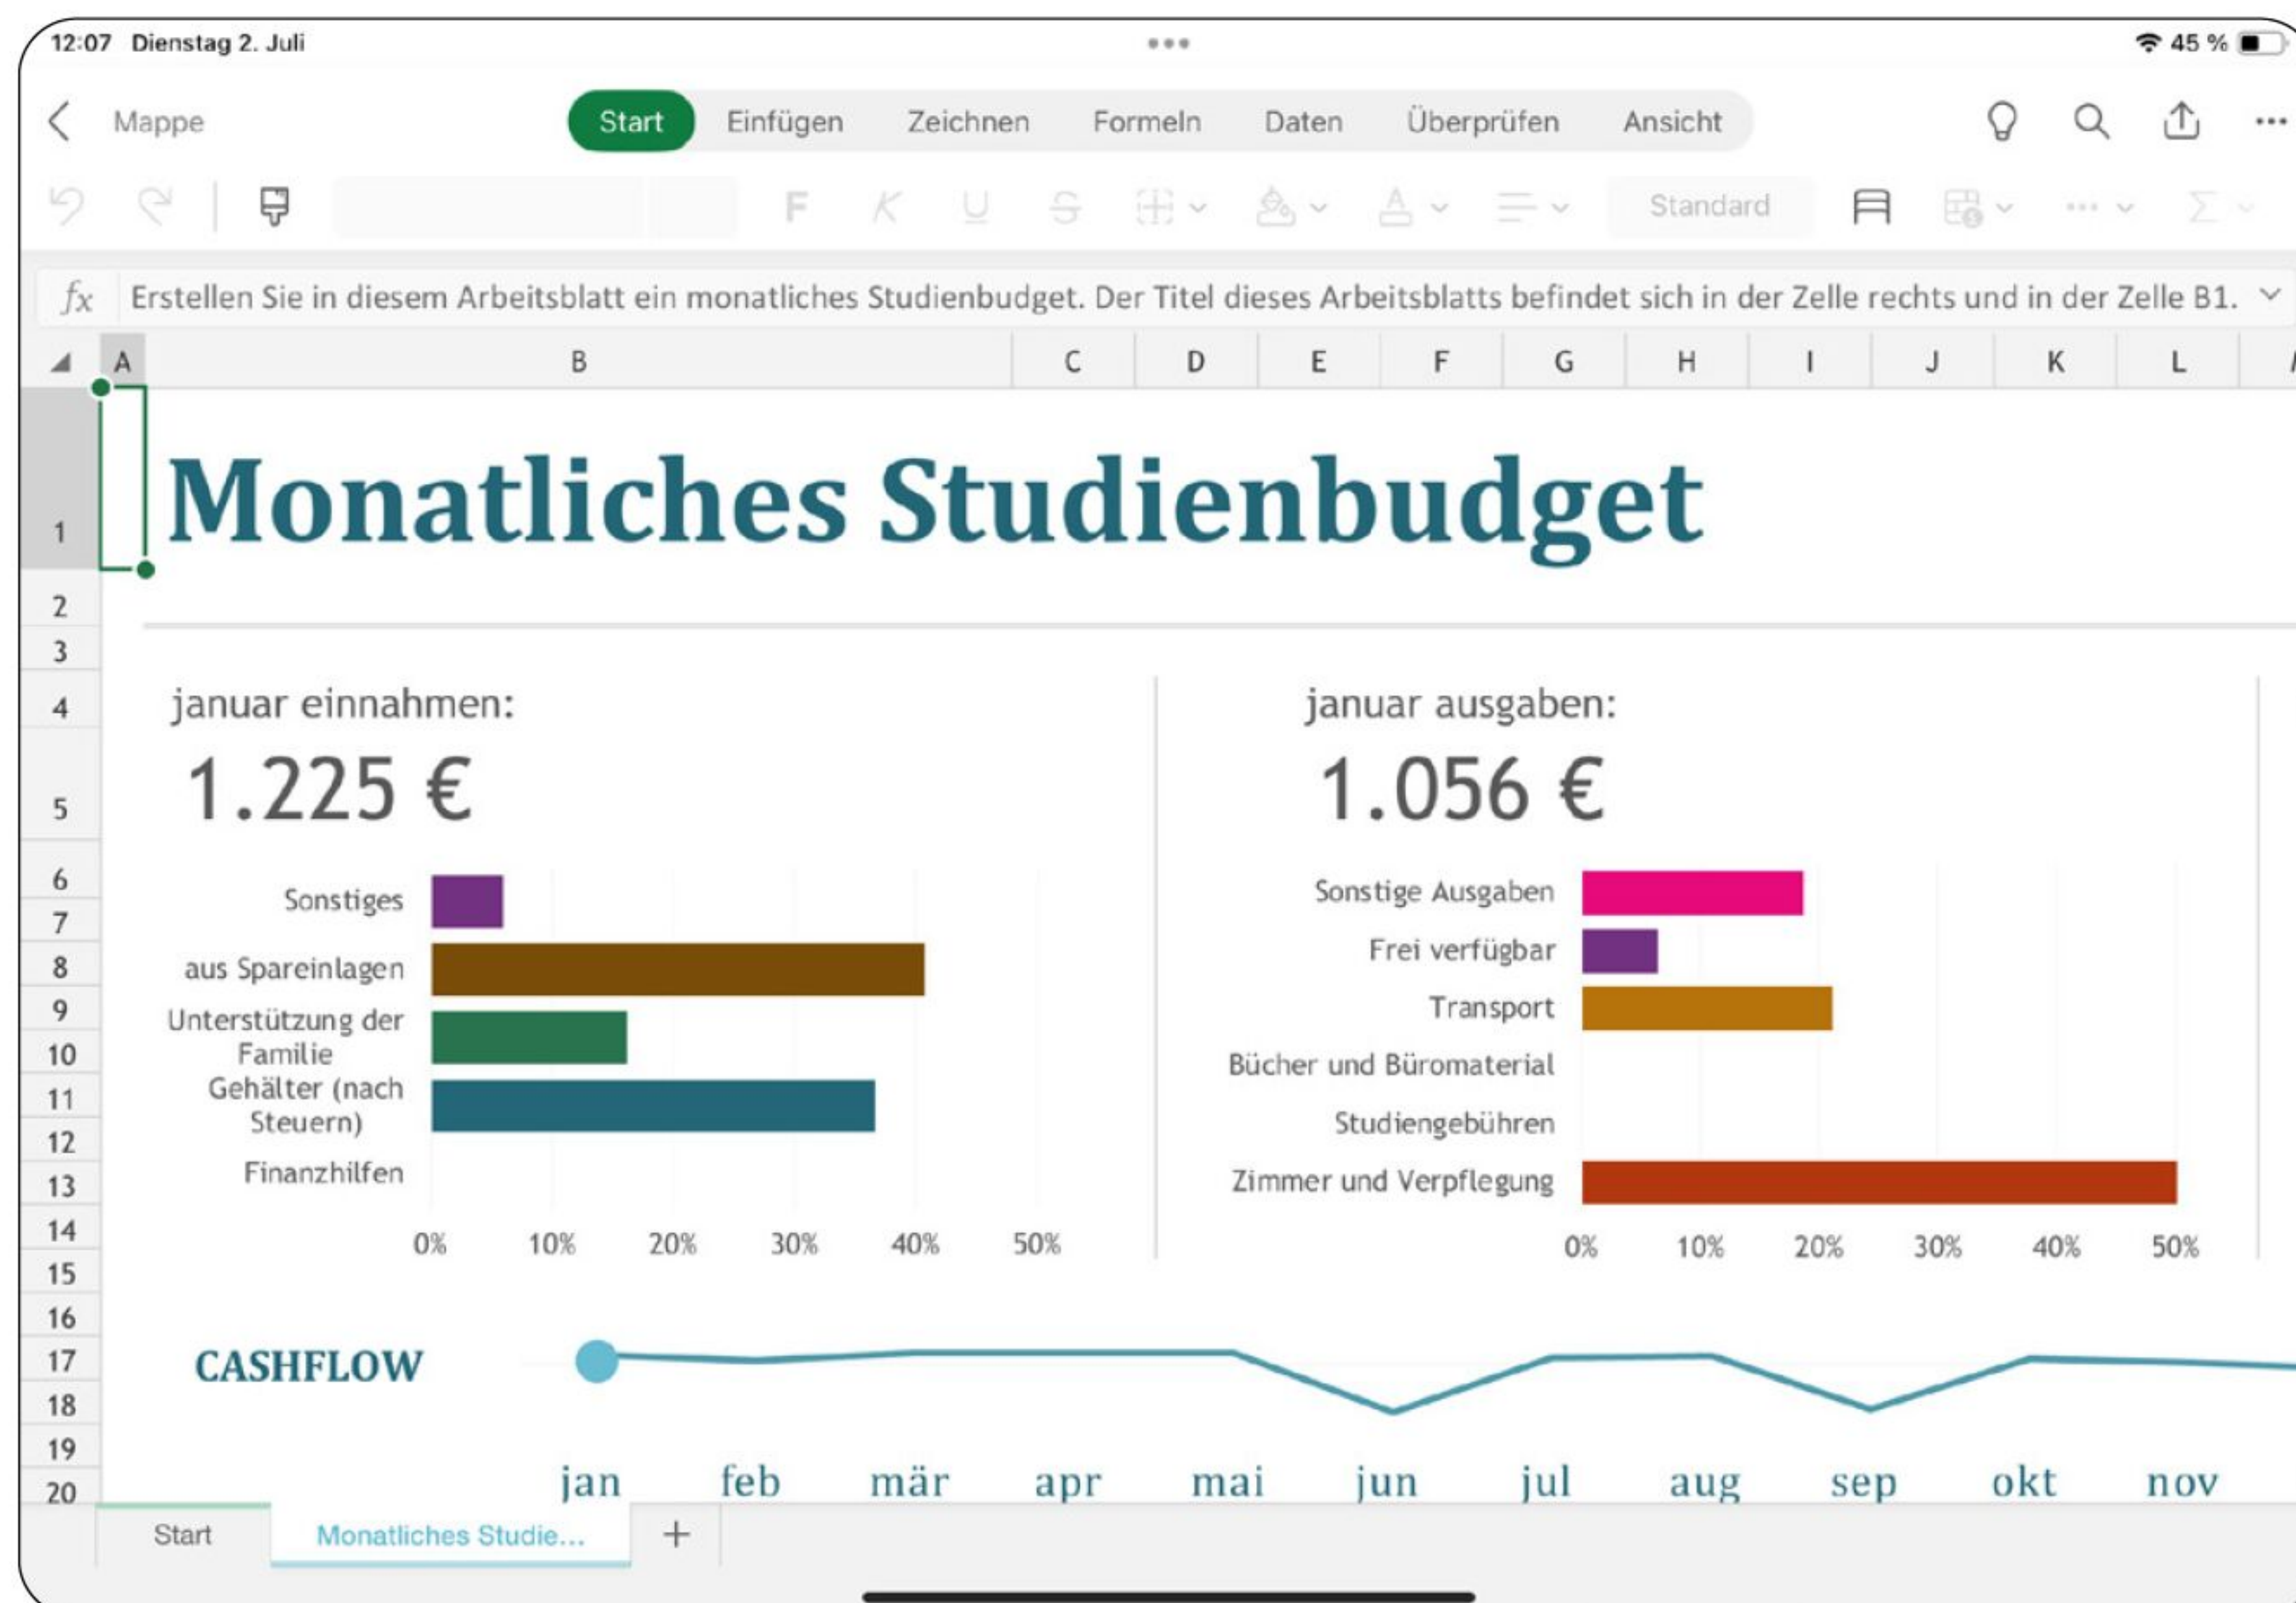 12:07 Dienstag 2. Juli
45 %
Mappe
Start Einfügen Zeichnen Formeln Daten Überprüfen Ansicht
F K U S A Standard Σ
fx Erstellen Sie in diesem Arbeitsblatt ein monatliches Studienbudget. Der Titel dieses Arbeitsblatts befindet sich in der Zelle rechts und in der Zelle B1.
A B C D E F G H I J K L
1
2
3
4
5
6
7
8
9
10
11
12
13
14
15
16
17
18
19
20
Monatliches Studienbudget
januar einnahmen:
1.225 €
Sonstiges
aus Spareinlagen
Unterstützung der
Familie
Gehälter (nach
Steuern)
Finanzhilfen
0% 10% 20% 30% 40% 50%
januar ausgaben:
1.056 €
Sonstige Ausgaben
Frei verfügbar
Transport
Bücher und Büromaterial
Studiengebühren
Zimmer und Verpflegung
0% 10% 20% 30% 40% 50%
CASHFLOW
jan feb mär apr mai jun jul aug sep okt nov
Start Monatliches Studie... +